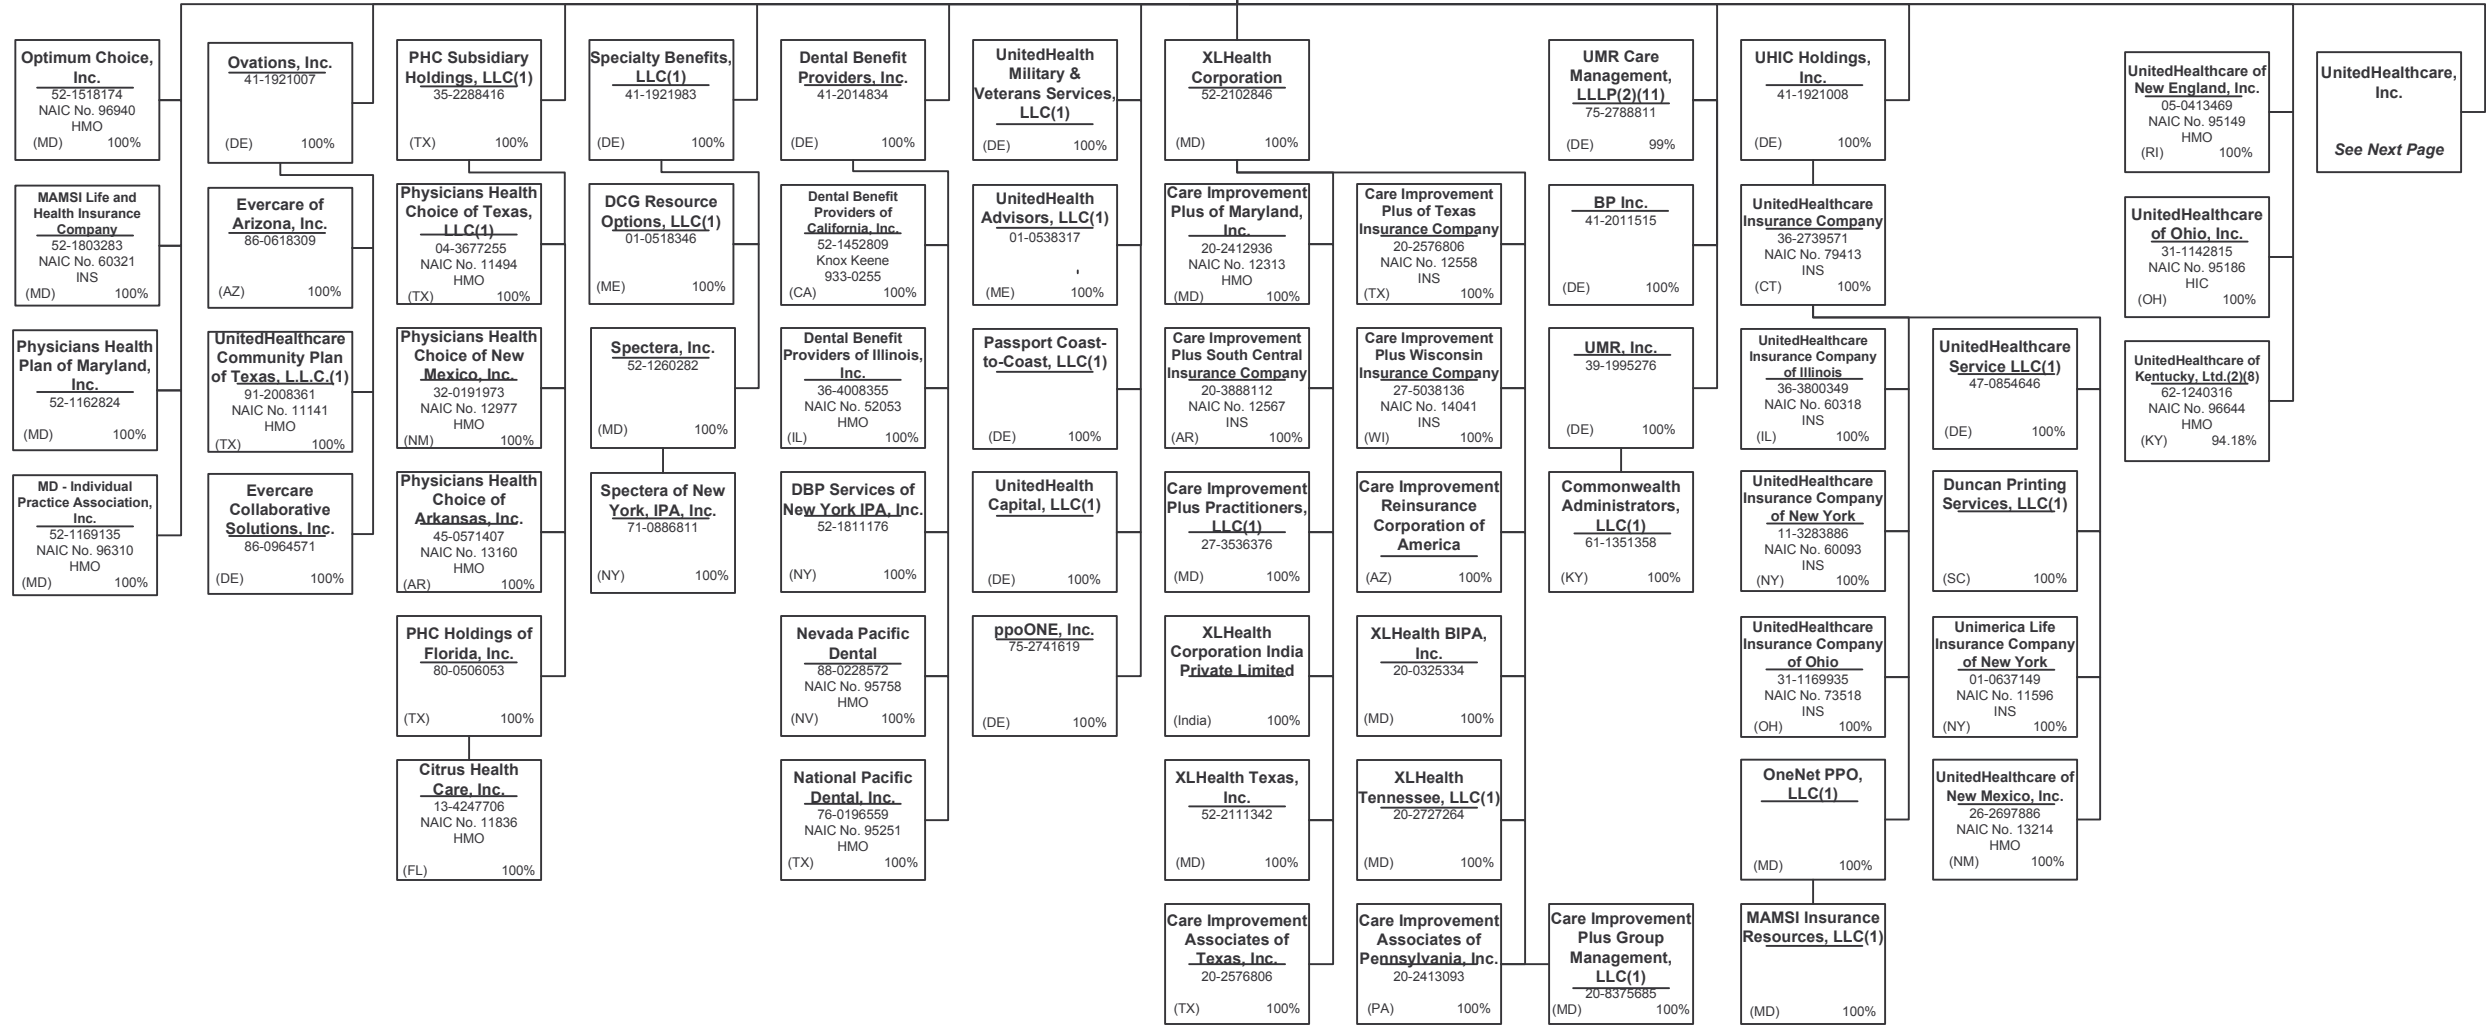 Optimum Choice,
Inc.
52-1518174
NAIC No. 96940
HMO
(MD) 100%
MAMSI Life and
Health Insurance
Company
52-1803283
NAIC No. 60321
INS
(MD) 100%
Physicians Health
Plan of Maryland,
Inc.
52-1162824
(MD) 100%
MD - Individual
Practice Association,
Inc.
52-1169135
NAIC No. 96310
HMO
(MD) 100%
Ovations, Inc.
41-1921007
(DE) 100%
Evercare of
Arizona, Inc.
86-0618309
(AZ) 100%
UnitedHealthcare
Community Plan
of Texas, L.L.C.(1)
91-2008361
NAIC No. 11141
HMO
(TX) 100%
Evercare
Collaborative
Solutions, Inc.
86-0964571
(DE) 100%
PHC Subsidiary
Holdings, LLC(1)
35-2288416
(TX) 100%
Physicians Health
Choice of Texas,
LLC(1)
04-3677255
NAIC No. 11494
HMO
(TX) 100%
Physicians Health
Choice of New
Mexico, Inc.
32-0191973
NAIC No. 12977
HMO
(NM) 100%
Physicians Health
Choice of
Arkansas, Inc.
45-0571407
NAIC No. 13160
HMO
(AR) 100%
PHC Holdings of
Florida, Inc.
80-0506053
(TX) 100%
Citrus Health
Care, Inc.
13-4247706
NAIC No. 11836
HMO
(FL) 100%
Specialty Benefits,
LLC(1)
41-1921983
(DE) 100%
DCG Resource
Options, LLC(1)
01-0518346
(ME) 100%
Spectera, Inc.
52-1260282
(MD) 100%
Spectera of New
York, IPA, Inc.
71-0886811
(NY) 100%
Dental Benefit
Providers, Inc.
41-2014834
(DE) 100%
Dental Benefit
Providers of
California, Inc.
52-1452809
Knox Keene
933-0255
(CA) 100%
Dental Benefit
Providers of Illinois,
Inc.
36-4008355
NAIC No. 52053
HMO
(IL) 100%
DBP Services of
New York IPA, Inc.
52-1811176
(NY) 100%
Nevada Pacific
Dental
88-0228572
NAIC No. 95758
HMO
(NV) 100%
National Pacific
Dental, Inc.
76-0196559
NAIC No. 95251
HMO
(TX) 100%
UnitedHealth
Military &
Veterans Services,
LLC(1)
(DE) 100%
UnitedHealth
Advisors, LLC(1)
01-0538317
'
(ME) 100%
Passport Coast-
to-Coast, LLC(1)
(DE) 100%
UnitedHealth
Capital, LLC(1)
(DE) 100%
ppoONE, Inc.
75-2741619
(DE) 100%
XLHealth
Corporation
52-2102846
(MD) 100%
Care Improvement
Plus of Maryland,
Inc.
20-2412936
NAIC No. 12313
HMO
(MD) 100%
Care Improvement
Plus South Central
Insurance Company
20-3888112
NAIC No. 12567
INS
(AR) 100%
Care Improvement
Plus Practitioners,
LLC(1)
27-3536376
(MD) 100%
XLHealth
Corporation India
Private Limited
(India) 100%
XLHealth Texas,
Inc.
52-2111342
(MD) 100%
Care Improvement
Associates of
Texas, Inc.
20-2576806
(TX) 100%
Care Improvement
Plus of Texas
Insurance Company
20-2576806
NAIC No. 12558
INS
(TX) 100%
Care Improvement
Plus Wisconsin
Insurance Company
27-5038136
NAIC No. 14041
INS
(WI) 100%
Care Improvement
Reinsurance
Corporation of
America
(AZ) 100%
XLHealth BIPA,
Inc.
20-0325334
(MD) 100%
XLHealth
Tennessee, LLC(1)
20-2727264
(MD) 100%
Care Improvement
Associates of
Pennsylvania, Inc.
20-2413093
(PA) 100%
Care Improvement
Plus Group
Management,
LLC(1)
20-8375685
(MD) 100%
UMR Care
Management,
LLLP(2)(11)
75-2788811
(DE) 99%
BP Inc.
41-2011515
(DE) 100%
UMR, Inc.
39-1995276
(DE) 100%
Commonwealth
Administrators,
LLC(1)
61-1351358
(KY) 100%
UHIC Holdings,
Inc.
41-1921008
(DE) 100%
UnitedHealthcare
Insurance Company
36-2739571
NAIC No. 79413
INS
(CT) 100%
UnitedHealthcare
Insurance Company
of Illinois
36-3800349
NAIC No. 60318
INS
(IL) 100%
UnitedHealthcare
Insurance Company
of New York
11-3283886
NAIC No. 60093
INS
(NY) 100%
UnitedHealthcare
Insurance Company
of Ohio
31-1169935
NAIC No. 73518
INS
(OH) 100%
OneNet PPO,
LLC(1)
(MD) 100%
MAMSI Insurance
Resources, LLC(1)
(MD) 100%
UnitedHealthcare
Service LLC(1)
47-0854646
(DE) 100%
Duncan Printing
Services, LLC(1)
(SC) 100%
Unimerica Life
Insurance Company
of New York
01-0637149
NAIC No. 11596
INS
(NY) 100%
UnitedHealthcare of
New Mexico, Inc.
26-2697886
NAIC No. 13214
HMO
(NM) 100%
UnitedHealthcare of
New England, Inc.
05-0413469
NAIC No. 95149
HMO
(RI) 100%
UnitedHealthcare
of Ohio, Inc.
31-1142815
NAIC No. 95186
HIC
(OH) 100%
UnitedHealthcare of
Kentucky, Ltd.(2)(8)
62-1240316
NAIC No. 96644
HMO
(KY) 94.18%
UnitedHealthcare,
Inc.
See Next Page